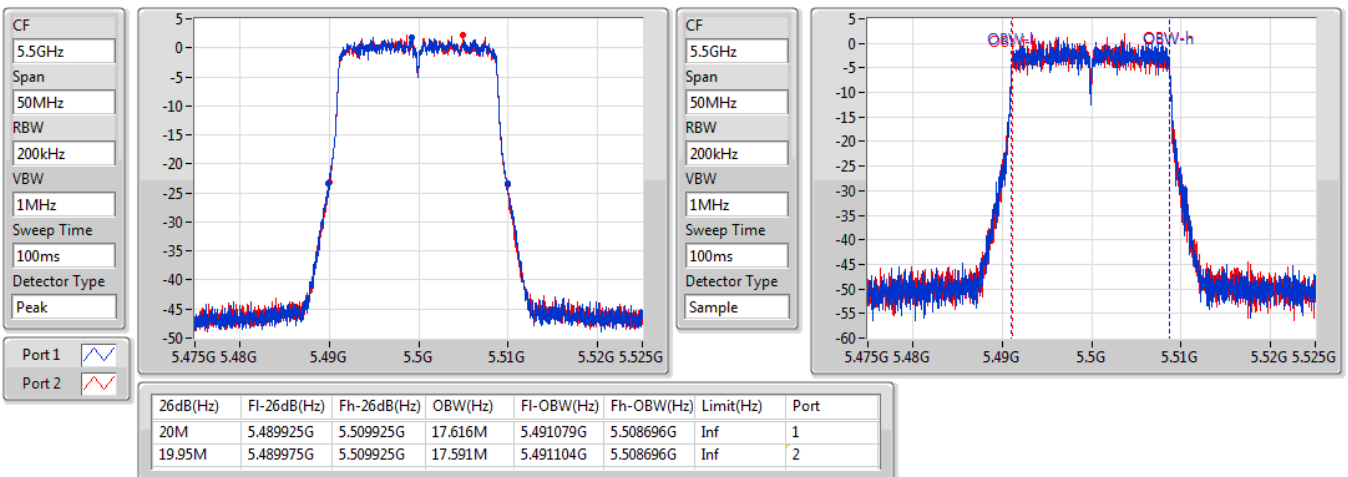 CF
5.5GHz
Span
50MHz
RBW
200kHz
VBW
1MHz
Sweep Time
100ms
Detector Type
Peak
Port 1
Port 2
5
0
-5
-10
-15
-20
-25
-30
-35
-40
-45
-50
5.475G 5.48G 5.49G 5.5G 5.51G 5.52G 5.525G
CF
5.5GHz
Span
50MHz
RBW
200kHz
VBW
1MHz
Sweep Time
100ms
Detector Type
Sample
5
0
-5
-10
-15
-20
-25
-30
-35
-40
-45
-50
-55
-60
OBW-l OBW-h
5.475G 5.48G 5.49G 5.5G 5.51G 5.52G 5.525G
26dB(Hz) Fl-26dB(Hz) Fh-26dB(Hz) OBW(Hz) Fl-OBW(Hz) Fh-OBW(Hz) Limit(Hz) Port
20M 5.489925G 5.509925G 17.616M 5.491079G 5.508696G Inf 1
19.95M 5.489975G 5.509925G 17.591M 5.491104G 5.508696G Inf 2